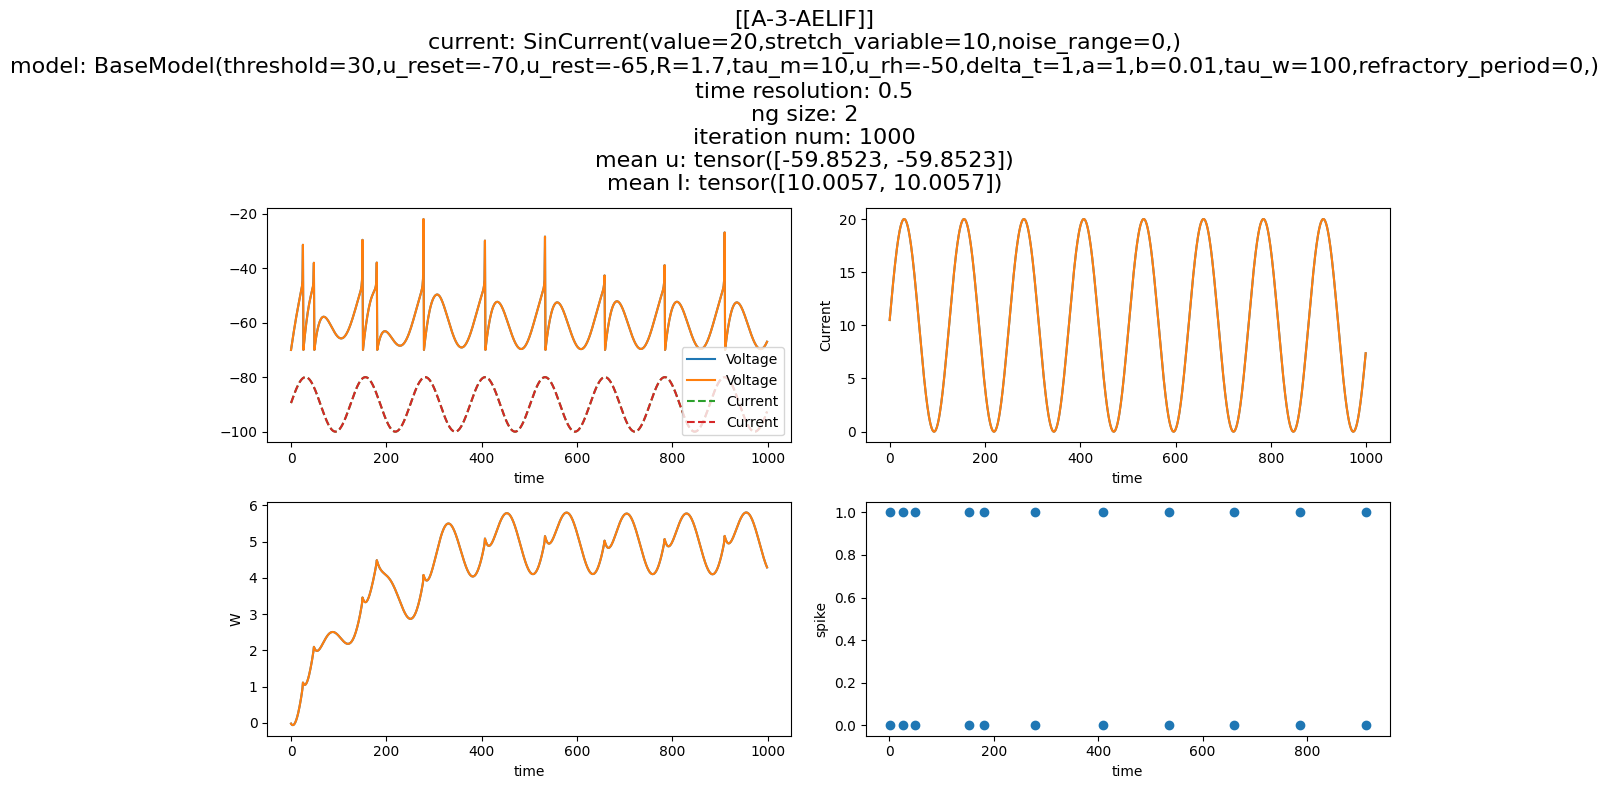 [[A-3-AELIF]]
current: SinCurrent(value=20,stretch_variable=10,noise_range=0,)
model: BaseModel(threshold=30,u_reset=-70,u_rest=-65,R=1.7,tau_m=10,u_rh=-50,delta_t=1,a=1,b=0.01,tau_w=100,refractory_period=0,)
time resolution: 0.5
ng size: 2
iteration num: 1000
mean u: tensor([-59.8523, -59.8523])
mean I: tensor([10.0057, 10.0057])
−20
−40
−60
−80
−100
0 200 400 600 800 1000
time
Voltage
Voltage
Current
Current
20
15
10
5
0
Current
0 200 400 600 800 1000
time
6
5
4
3
2
1
0
W
0 200 400 600 800 1000
time
1.0
0.8
0.6
0.4
0.2
0.0
spike
0 200 400 600 800
time